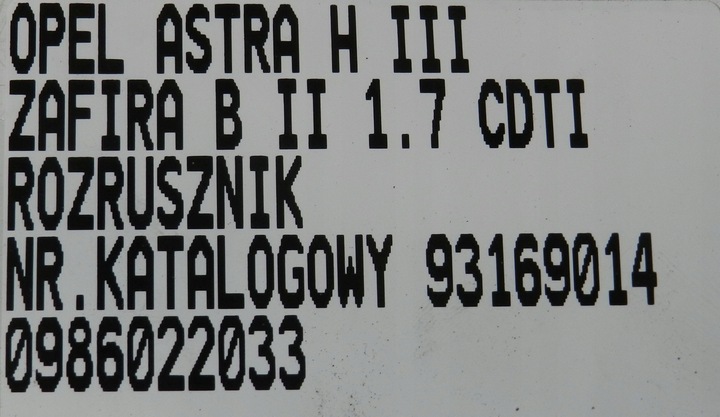 OPEL ASTRA H III
ZAFIRA B II 1.7 CDTI
ROZRUSZNIK
NR.KATALOGOWY 93169014
0986022033